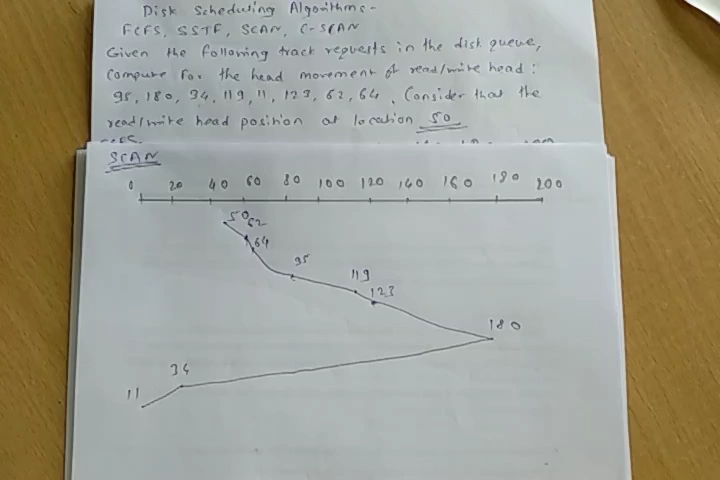 Disk Scheduling Algorithms-
FCFS, SSTF, SCAN, C-SCAN
Given the following track requests in the disk queue,
compute for the head movement of read/write head:
95, 180, 34, 119, 11, 123, 62, 64. Consider that the
read/write head position at location 50
SCAN
0 20 40 60 80 100 120 140 160 180 200
50
62
64
95
119
123
180
34
11